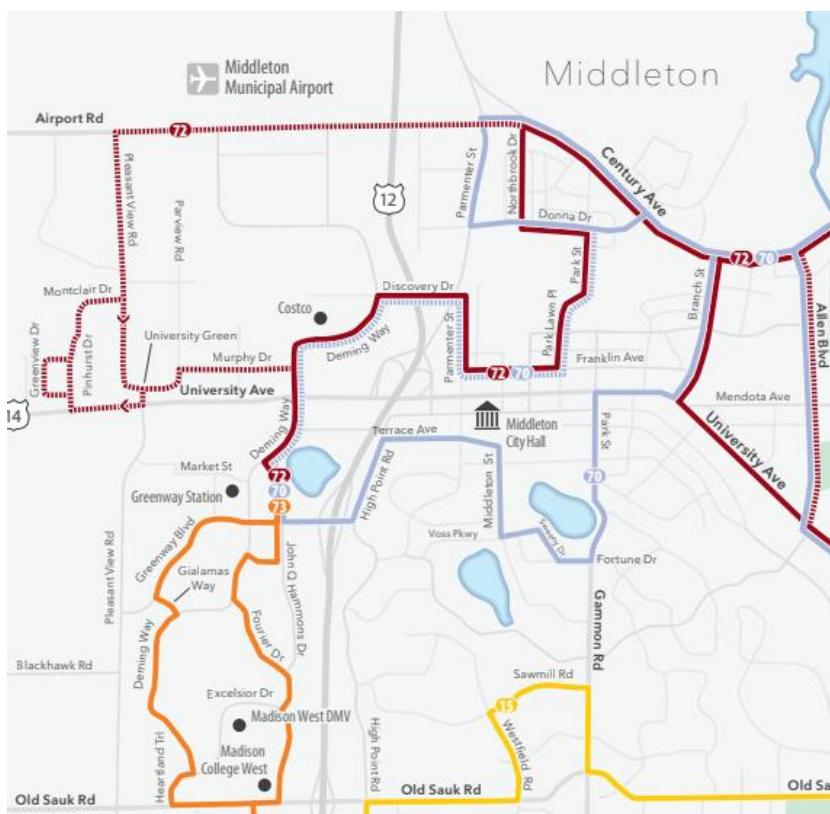 Middleton
Municipal Airport
Middleton
Airport Rd
72
Pleasant View Rd
Parview Rd
12
Parmenter St
Northbrook Dr
Century Ave
Donna Dr
72
70
Park St
Branch St
Allen Blvd
Montclair Dr
Discovery Dr
Costco
Greenview Dr
Pinhurst Dr
University Green
Deming Way
Parmenter St
Park Lawn Pl
Murphy Dr
72
70
Franklin Ave
14
University Ave
Mendota Ave
Deming Way
Terrace Ave
Middleton
City Hall
Park St
University Ave
Market St
72
70
73
Greenway Station
High Point Rd
Middleton St
70
Greenway Blvd
Voss Pkwy
Fortune Dr
Pleasant View Rd
Gialamas
Way
John Q Hammons Dr
Fourier Dr
Gammon Rd
Deming Way
Blackhawk Rd
Sawmill Rd
Excelsior Dr
15
Madison West DMV
Westfield Rd
Heartland Trl
Madison
College West
High Point Rd
Old Sauk Rd
Old Sauk Rd
Old Sa